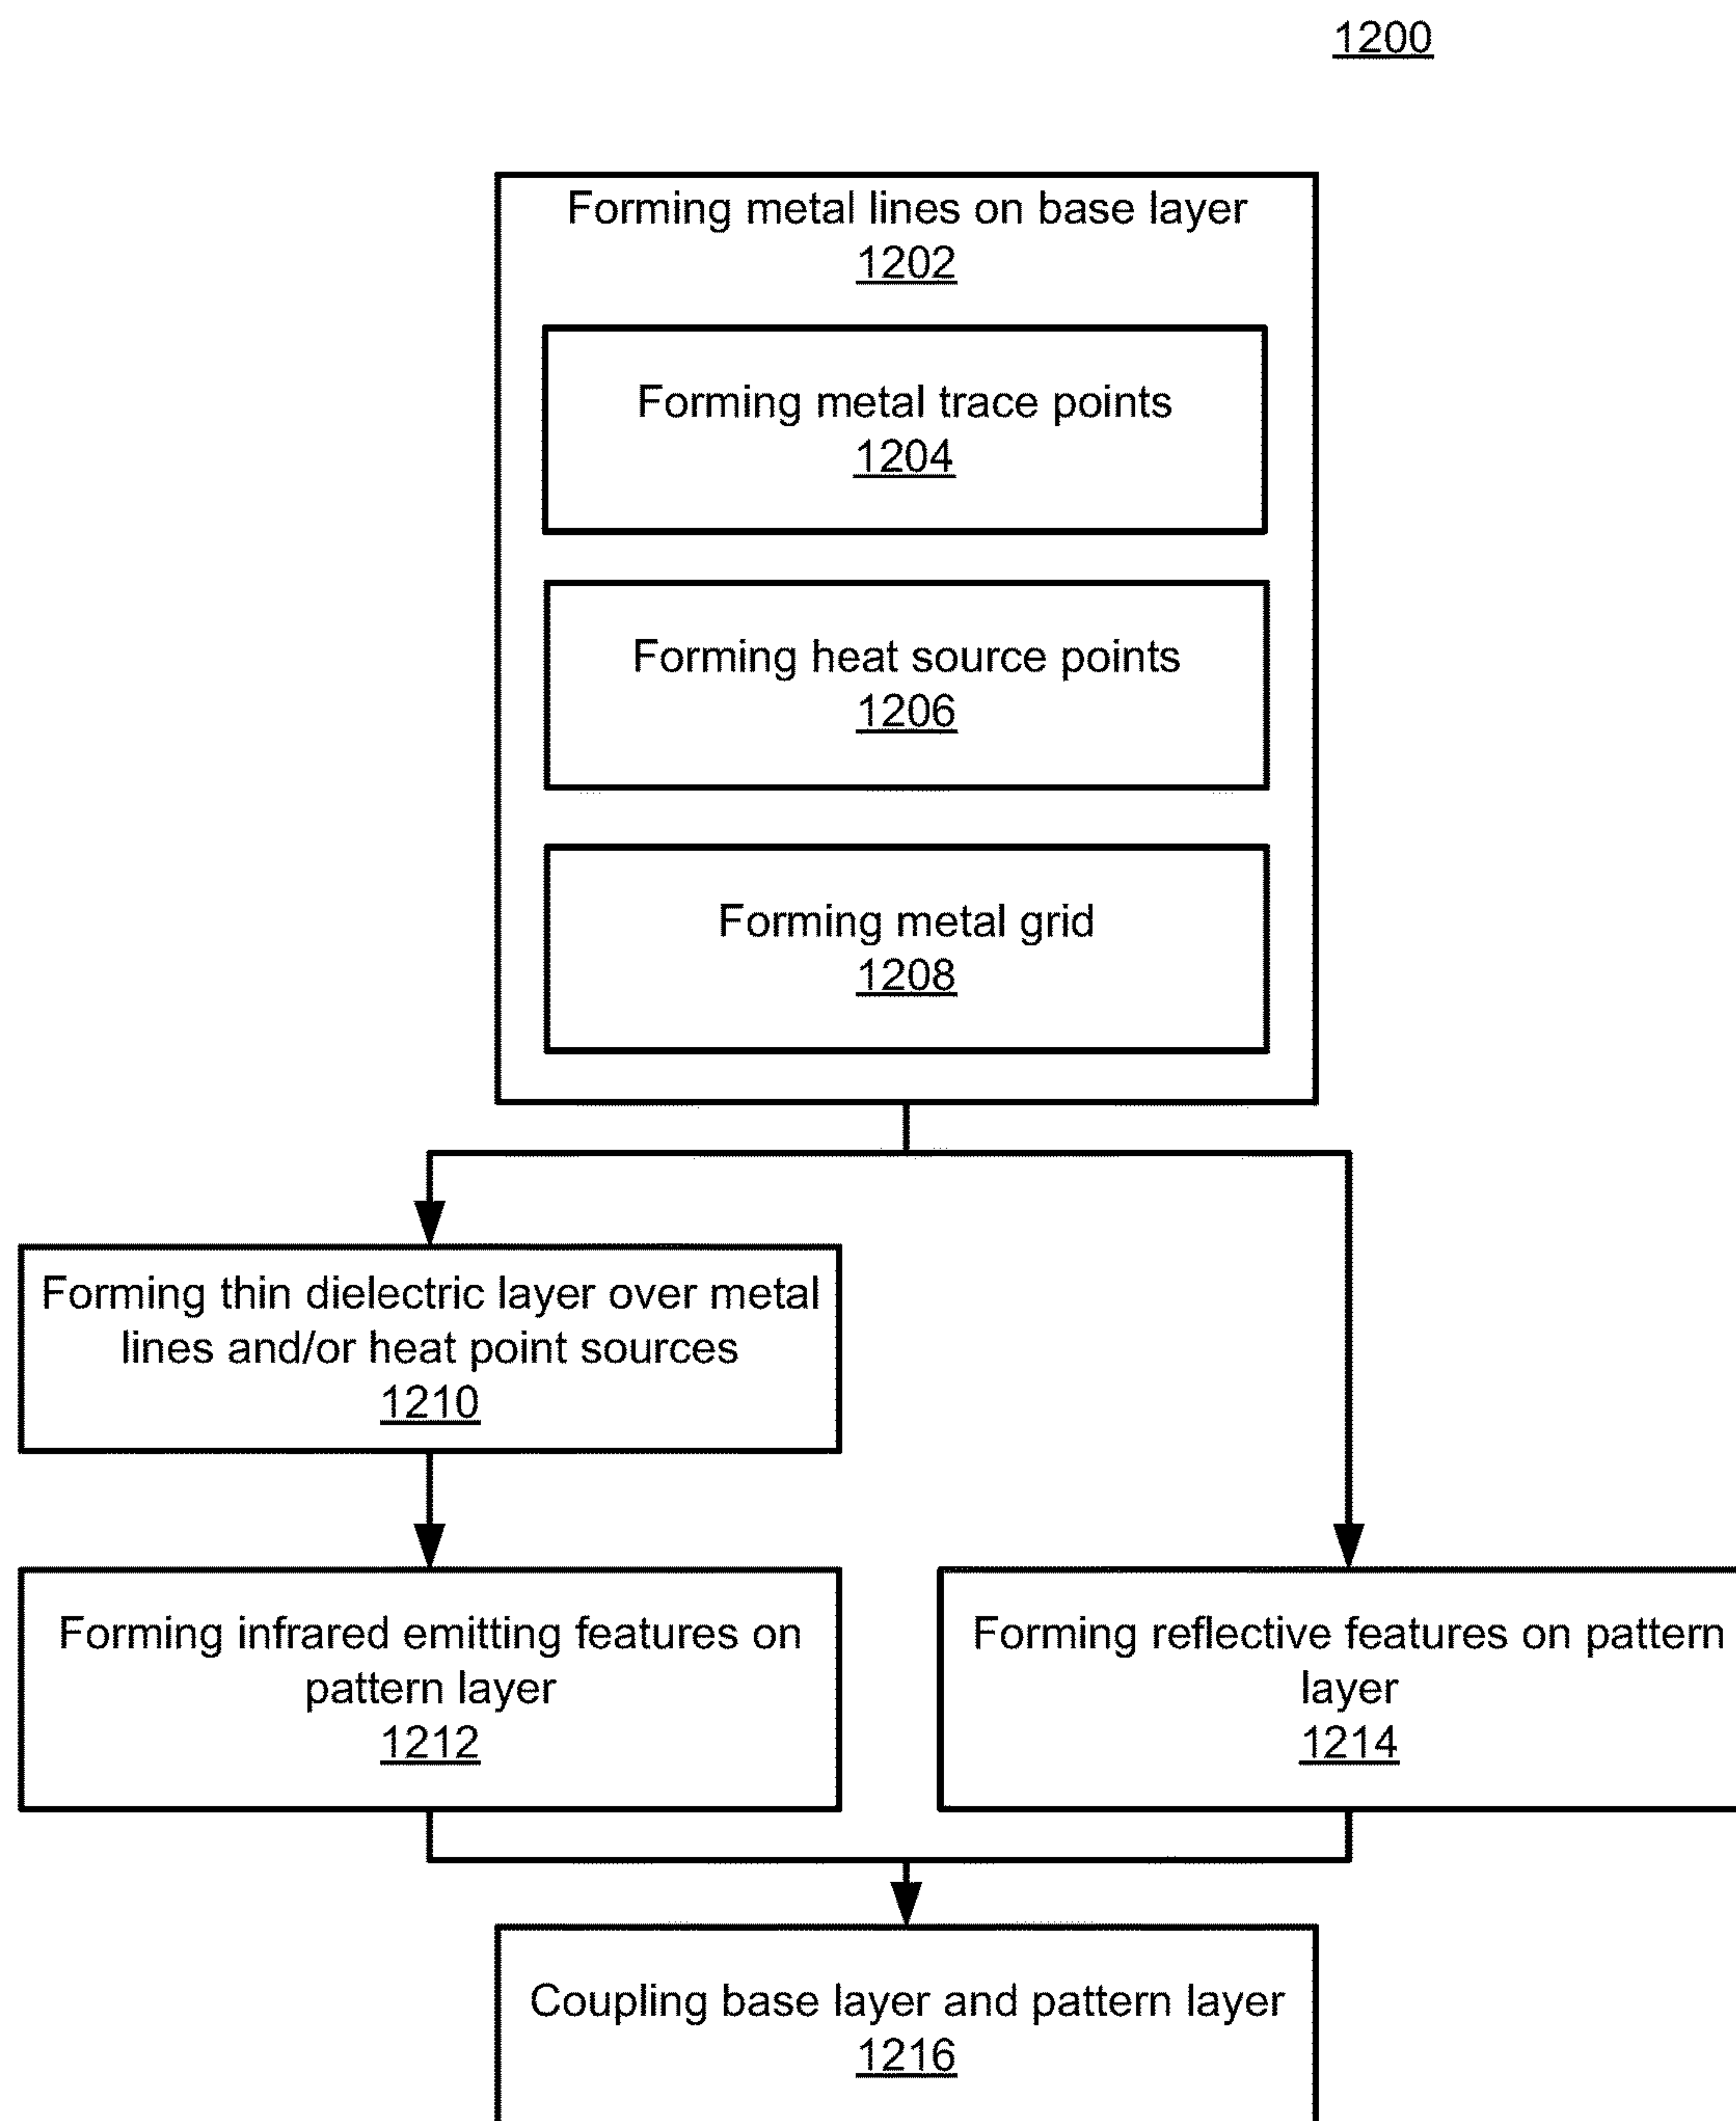 1200
Forming metal lines on base layer
1202
Forming metal trace points
1204
Forming heat source points
1206
Forming metal grid
1208
Forming thin dielectric layer over metal
lines and/or heat point sources
1210
Forming infrared emitting features on
pattern layer
1212
Forming reflective features on pattern
layer
1214
Coupling base layer and pattern layer
1216